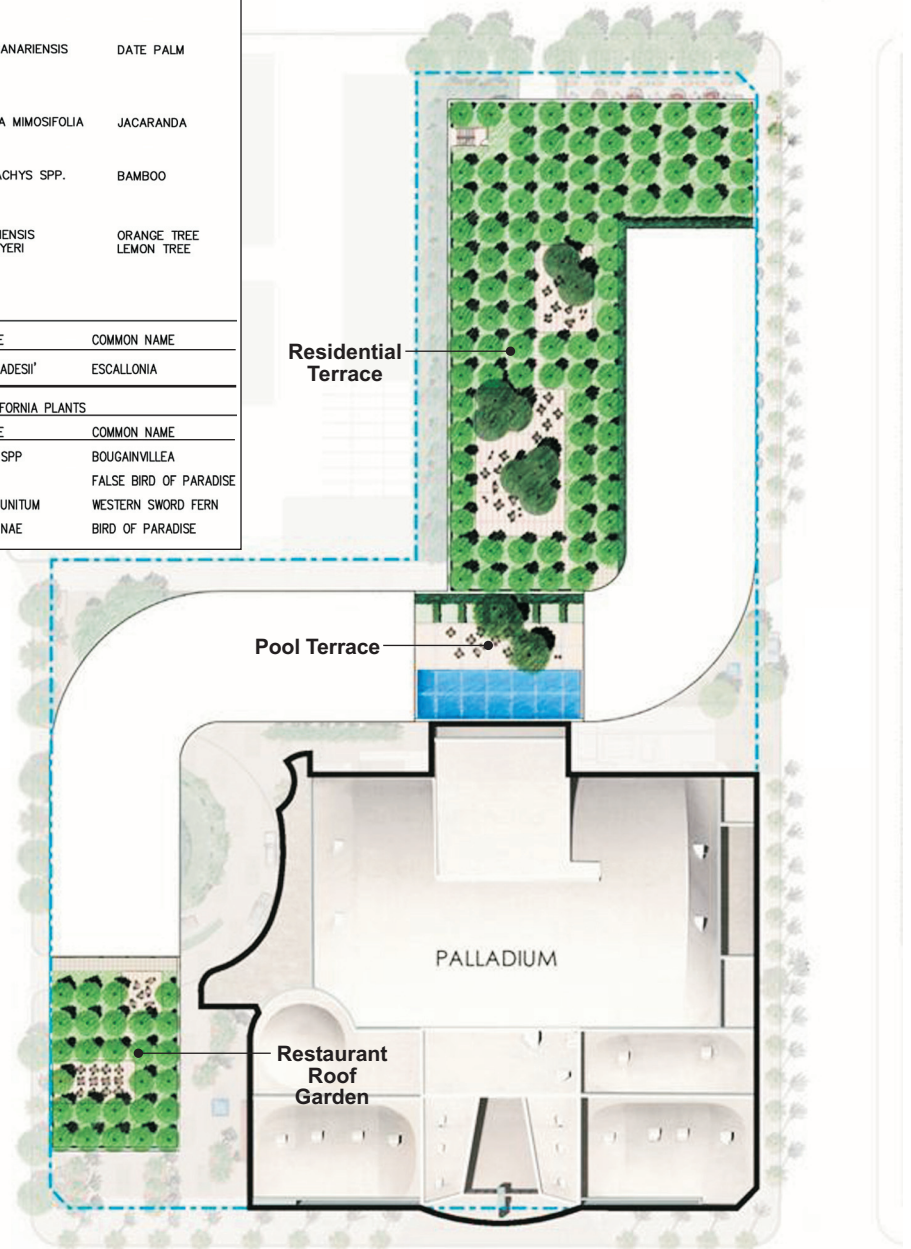 ANARIENSIS DATE PALM
A MIMOSIFOLIA JACARANDA
ACHYS SPP. BAMBOO
IENSIS ORANGE TREE
YERI LEMON TREE
E COMMON NAME
ADESII' ESCALLONIA
FORNIA PLANTS
E COMMON NAME
SPP BOUGAINVILLEA
FALSE BIRD OF PARADISE
UNITUM WESTERN SWORD FERN
NAE BIRD OF PARADISE
Residential
Terrace
Pool Terrace
PALLADIUM
Restaurant
Roof
Garden